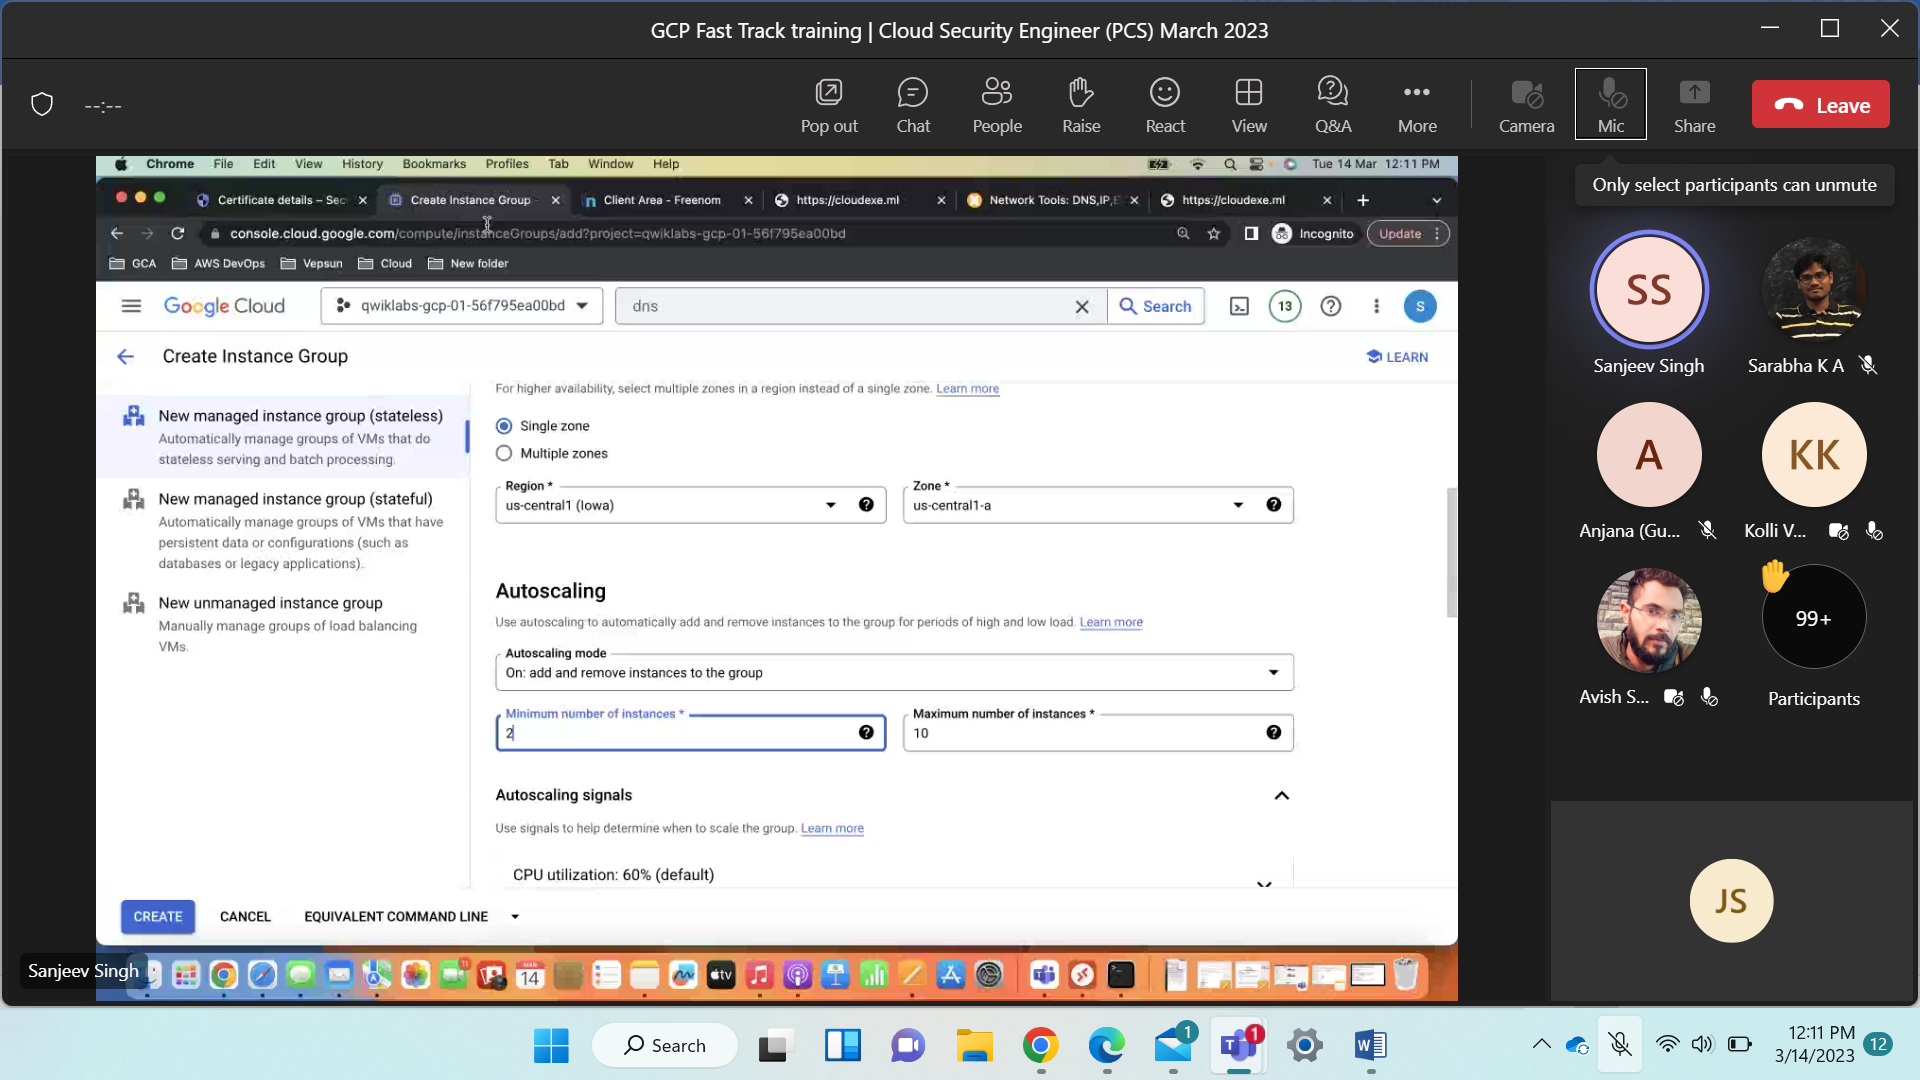 GCP Fast Track training | Cloud Security Engineer (PCS) March 2023
--:--
Pop out
Chat
People
Raise
React
View
Q&A
More
Camera
Mic
Share
Leave
Only select participants can unmute
Chrome File Edit View History Bookmarks Profiles Tab Window Help
Tue 14 Mar 12:11 PM
Certificate details – Sec
Create Instance Group
Client Area - Freenom
https://cloudexe.ml
Network Tools: DNS,IP,E
https://cloudexe.ml
console.cloud.google.com/compute/instanceGroups/add?project=qwiklabs-gcp-01-56f795ea00bd
Incognito
Update
GCA
AWS DevOps
Vepsun
Cloud
New folder
Google Cloud
qwiklabs-gcp-01-56f795ea00bd
dns
Search
13
S
Create Instance Group
LEARN
New managed instance group (stateless)
Automatically manage groups of VMs that do
stateless serving and batch processing.
New managed instance group (stateful)
Automatically manage groups of VMs that have
persistent data or configurations (such as
databases or legacy applications).
New unmanaged instance group
Manually manage groups of load balancing
VMs.
For higher availability, select multiple zones in a region instead of a single zone. Learn more
Single zone
Multiple zones
Region *
us-central1 (Iowa)
Zone *
us-central1-a
Autoscaling
Use autoscaling to automatically add and remove instances to the group for periods of high and low load. Learn more
Autoscaling mode
On: add and remove instances to the group
Minimum number of instances *
2
Maximum number of instances *
10
Autoscaling signals
Use signals to help determine when to scale the group. Learn more
CPU utilization: 60% (default)
CREATE
CANCEL
EQUIVALENT COMMAND LINE
SS
Sanjeev Singh
Sarabha K A
A
Anjana (Gu...
KK
Kolli V...
Avish S...
99+
Participants
JS
Sanjeev Singh
14
tv
Search
1
1
12:11 PM
3/14/2023
12